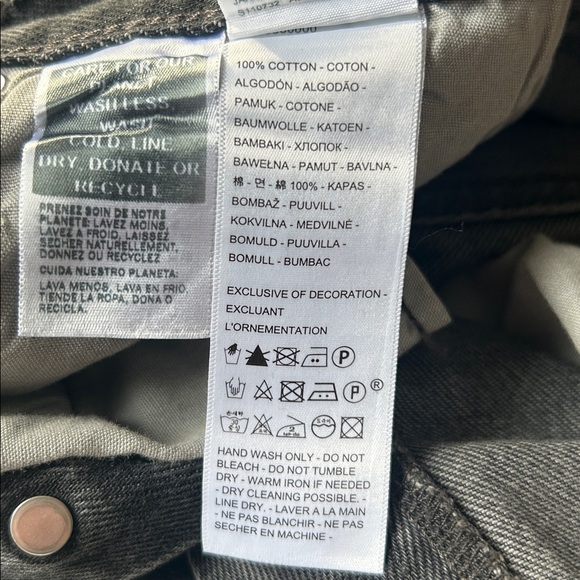 CARE FOR OUR
PLANET
WASH LESS,
WASH
COLD, LINE
DRY, DONATE OR
RECYCLE
PRENEZ SOIN DE NOTRE
PLANÈTE: LAVEZ MOINS,
LAVEZ A FROID, LAISSEZ
SÉCHER NATURELLEMENT,
DONNEZ OU RECYCLEZ
CUIDA NUESTRO PLANETA:
LAVA MENOS, LAVA EN FRIO,
TIENDE LA ROPA, DONA O
RECICLA.
S110732
100% COTTON - COTON -
ALGODÓN - ALGODÃO -
PAMUK - COTONE -
BAUMWOLLE - KATOEN -
BAMBAKI - ХЛОПОК -
BAWEŁNA - PAMUT - BAVLNA -
棉 - 면 - 綿 100% - KAPAS -
BOMBAŽ - PUUVILL -
KOKVILNA - MEDVILNĖ -
BOMULD - PUUVILLA -
BOMULL - BUMBAC
EXCLUSIVE OF DECORATION -
EXCLUANT
L'ORNEMENTATION
P
P ®
HAND WASH ONLY - DO NOT
BLEACH - DO NOT TUMBLE
DRY - WARM IRON IF NEEDED
- DRY CLEANING POSSIBLE. -
LINE DRY. - LAVER A LA MAIN
- NE PAS BLANCHIR - NE PAS
SECHER EN MACHINE -